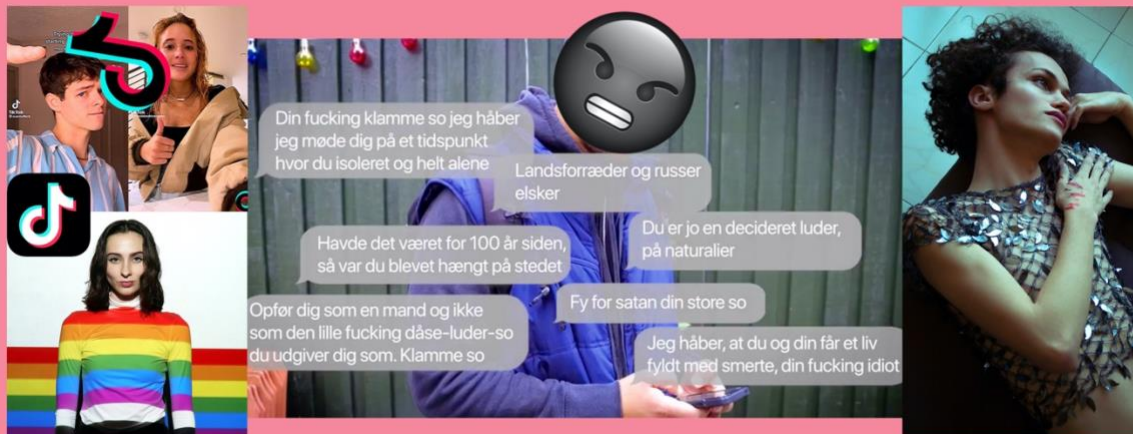 Din fucking klamme so jeg håber
jeg møde dig på et tidspunkt
hvor du isoleret og helt alene
Landsforræder og russer
elsker
Du er jo en decideret luder,
på naturalier
Havde det været for 100 år siden,
så var du blevet hængt på stedet
Fy for satan din store so
Opfør dig som en mand og ikke
som den lille fucking dåse-luder-so
du udgiver dig som. Klamme so
Jeg håber, at du og din får et liv
fyldt med smerte, din fucking idiot